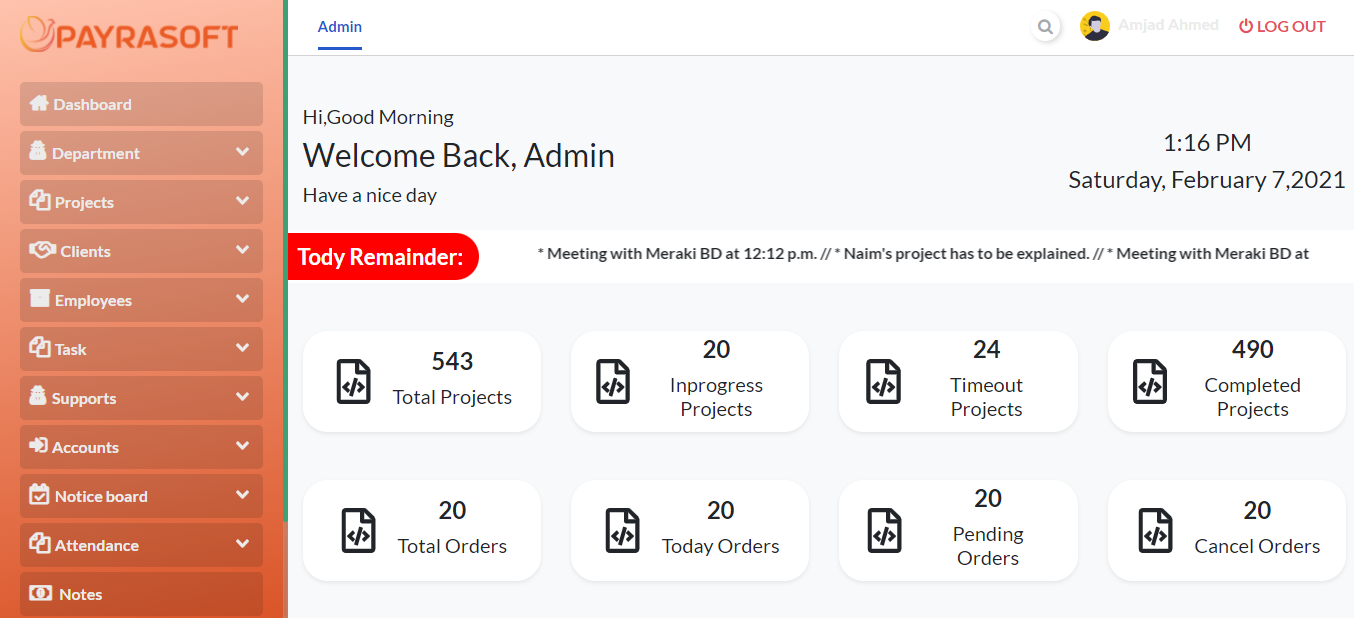 PAYRASOFT
Admin
Amjad Ahmed
LOG OUT
Dashboard
Department
Projects
Clients
Employees
Task
Supports
Accounts
Notice board
Attendance
Notes
Hi,Good Morning
Welcome Back, Admin
Have a nice day
1:16 PM
Saturday, February 7,2021
Tody Remainder:
* Meeting with Meraki BD at 12:12 p.m. // * Naim's project has to be explained. // * Meeting with Meraki BD at
543
Total Projects
20
Inprogress
Projects
24
Timeout
Projects
490
Completed
Projects
20
Total Orders
20
Today Orders
20
Pending
Orders
20
Cancel Orders